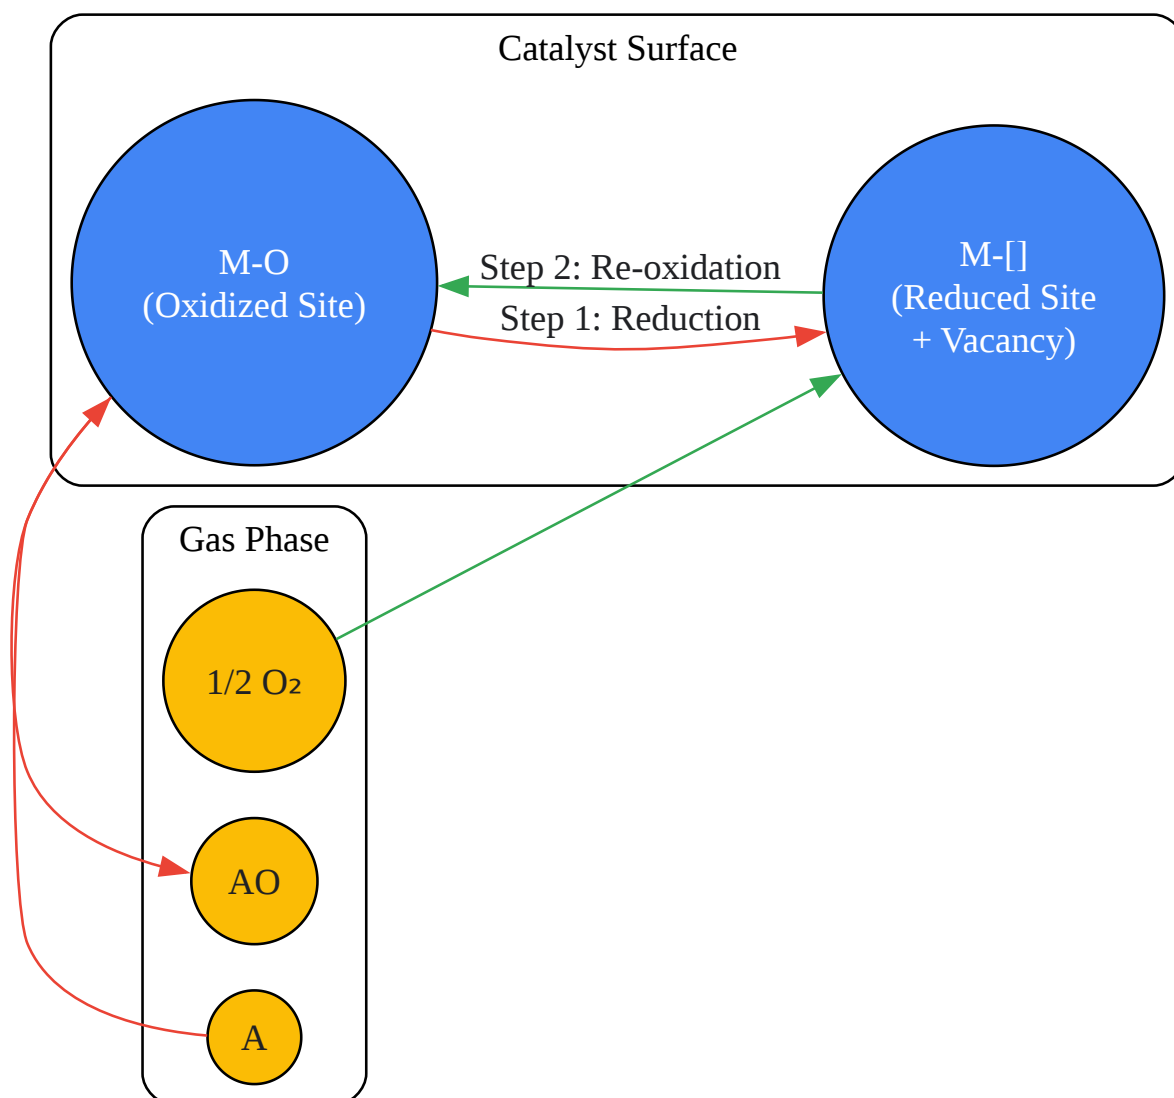 Catalyst Surface
M-O
(Oxidized Site)
Step 2: Re-oxidation
Step 1: Reduction
M-[]
(Reduced Site
+ Vacancy)
Gas Phase
1/2 O₂
AO
A